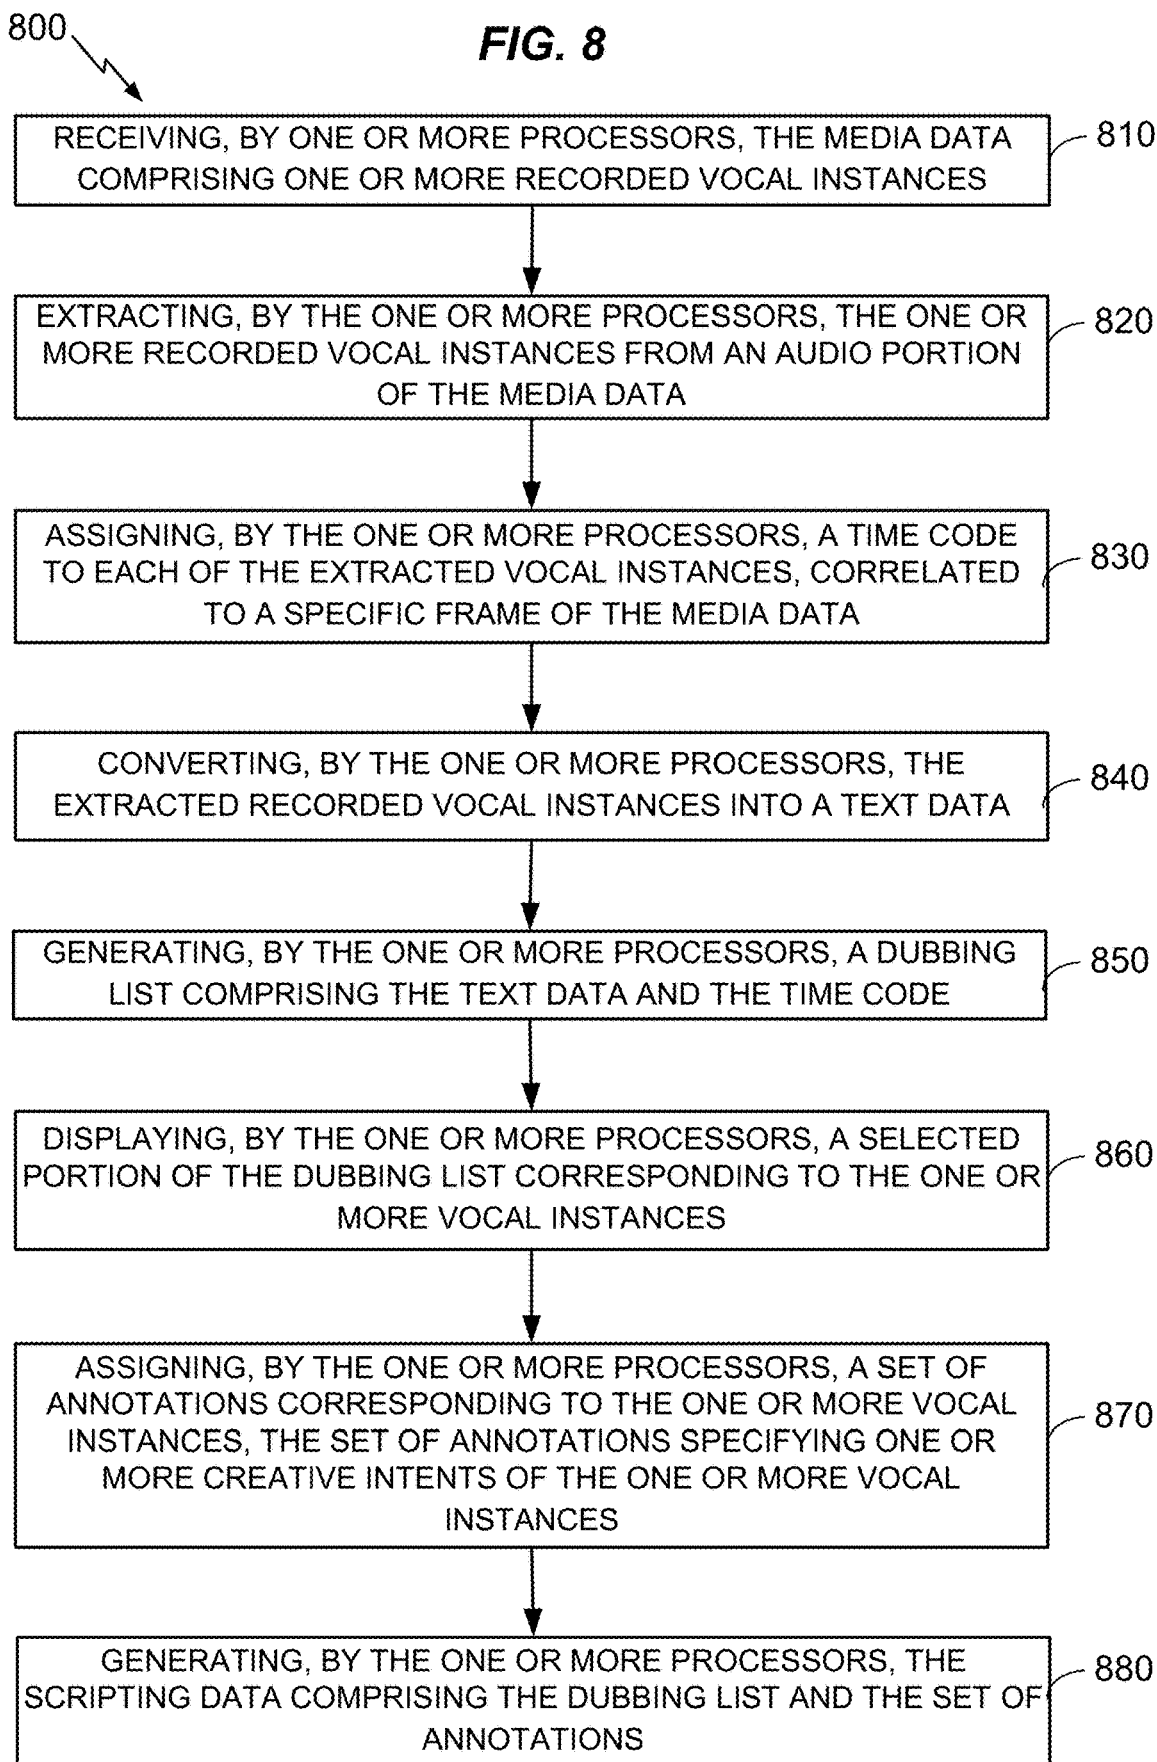 800
FIG. 8
RECEIVING, BY ONE OR MORE PROCESSORS, THE MEDIA DATA
COMPRISING ONE OR MORE RECORDED VOCAL INSTANCES
810
EXTRACTING, BY THE ONE OR MORE PROCESSORS, THE ONE OR
MORE RECORDED VOCAL INSTANCES FROM AN AUDIO PORTION
OF THE MEDIA DATA
820
ASSIGNING, BY THE ONE OR MORE PROCESSORS, A TIME CODE
TO EACH OF THE EXTRACTED VOCAL INSTANCES, CORRELATED
TO A SPECIFIC FRAME OF THE MEDIA DATA
830
CONVERTING, BY THE ONE OR MORE PROCESSORS, THE
EXTRACTED RECORDED VOCAL INSTANCES INTO A TEXT DATA
840
GENERATING, BY THE ONE OR MORE PROCESSORS, A DUBBING
LIST COMPRISING THE TEXT DATA AND THE TIME CODE
850
DISPLAYING, BY THE ONE OR MORE PROCESSORS, A SELECTED
PORTION OF THE DUBBING LIST CORRESPONDING TO THE ONE OR
MORE VOCAL INSTANCES
860
ASSIGNING, BY THE ONE OR MORE PROCESSORS, A SET OF
ANNOTATIONS CORRESPONDING TO THE ONE OR MORE VOCAL
INSTANCES, THE SET OF ANNOTATIONS SPECIFYING ONE OR
MORE CREATIVE INTENTS OF THE ONE OR MORE VOCAL
INSTANCES
870
GENERATING, BY THE ONE OR MORE PROCESSORS, THE
SCRIPTING DATA COMPRISING THE DUBBING LIST AND THE SET OF
ANNOTATIONS
880